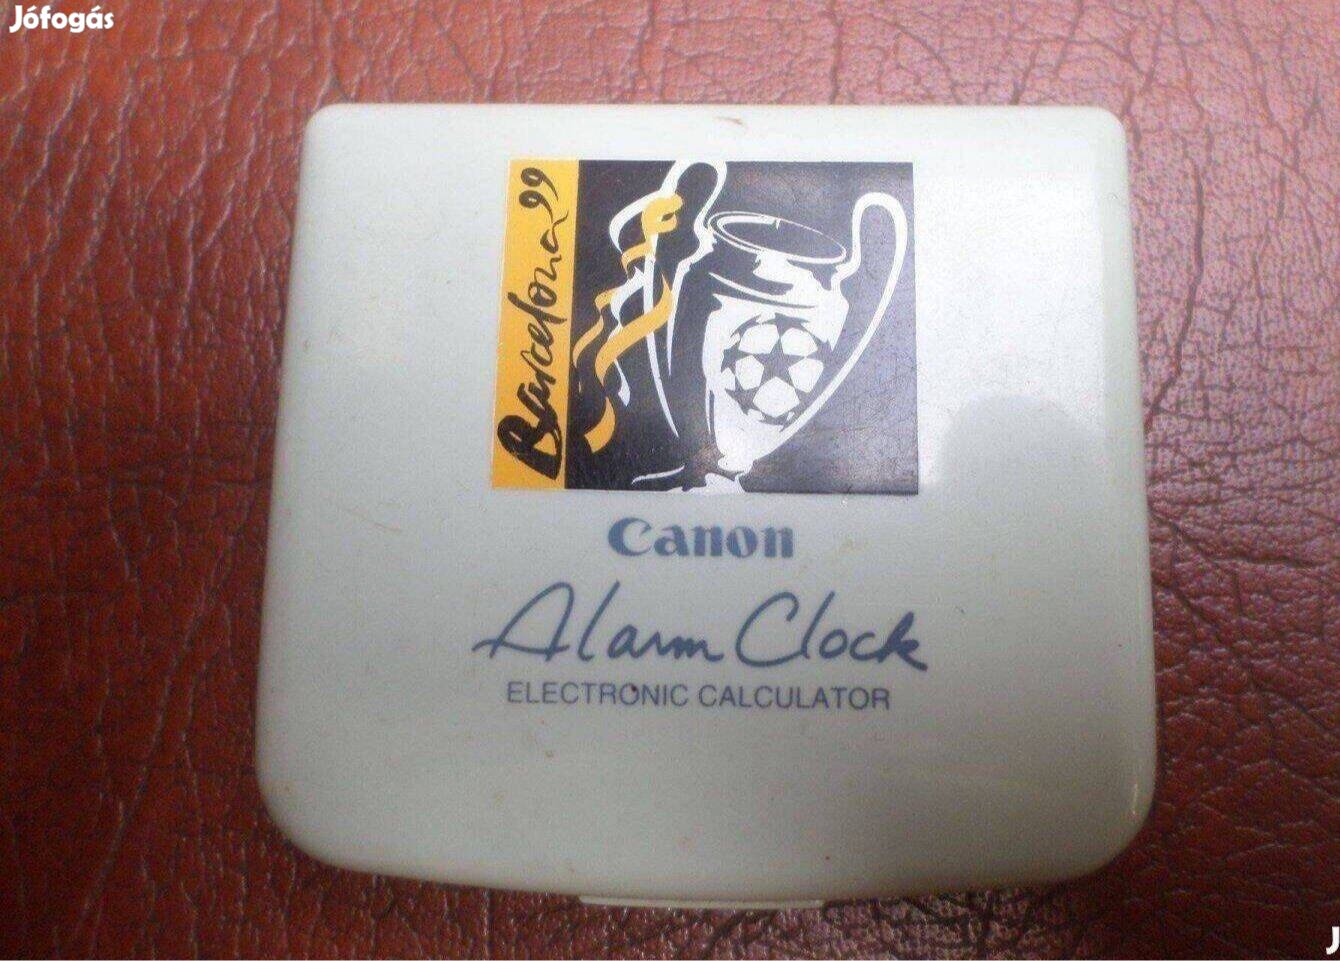 Jófogás
Barcelona 99
Canon
Alarm Clock
ELECTRONIC CALCULATOR
J